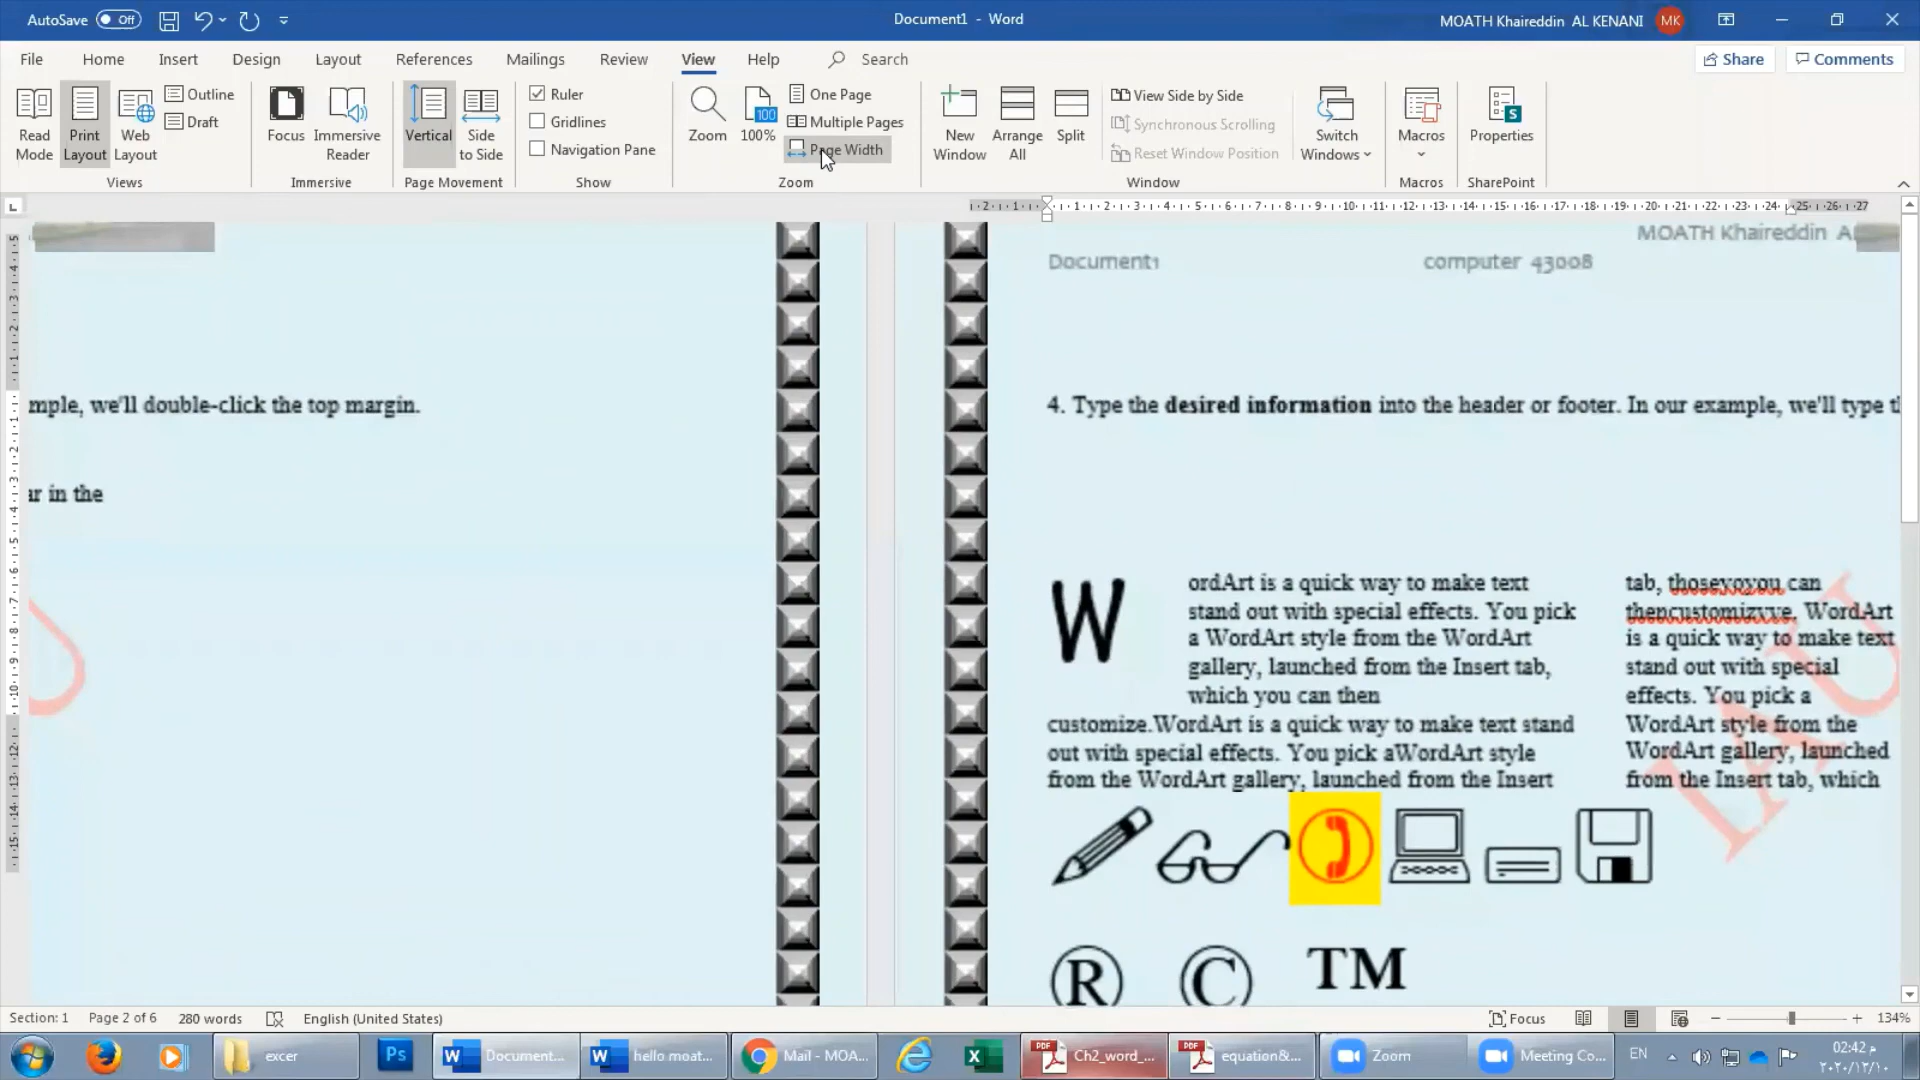 AutoSave Off
Document1 - Word
MOATH Khaireddin AL KENANI MK
File Home Insert Design Layout References Mailings Review View Help Search
Share Comments
Read Mode
Print Layout
Web Layout
Outline
Draft
Views
Focus
Immersive Reader
Immersive
Vertical
Side to Side
Page Movement
Ruler
Gridlines
Navigation Pane
Show
Zoom
100%
One Page
Multiple Pages
Page Width
Zoom
New Window
Arrange All
Split
View Side by Side
Synchronous Scrolling
Reset Window Position
Window
Switch Windows
Macros
Macros
Properties
SharePoint
mple, we'll double-click the top margin.
ar in the
MOATH Khaireddin A
Document1 computer 43008
4. Type the desired information into the header or footer. In our example, we'll type t
W
ordArt is a quick way to make text
stand out with special effects. You pick
a WordArt style from the WordArt
gallery, launched from the Insert tab,
which you can then
customize.WordArt is a quick way to make text stand
out with special effects. You pick aWordArt style
from the WordArt gallery, launched from the Insert
tab, thoseyoyou can
thencustomizvve. WordArt
is a quick way to make text
stand out with special
effects. You pick a
WordArt style from the
WordArt gallery, launched
from the Insert tab, which
IAU
® © TM
Section: 1 Page 2 of 6 280 words English (United States)
Focus 134%
excer
Ps
Document...
hello moat...
Mail - MOA...
Ch2_word_...
equation&...
Zoom
Meeting Co...
EN
02:42 م
٢٠٢٠/١٢/١٠